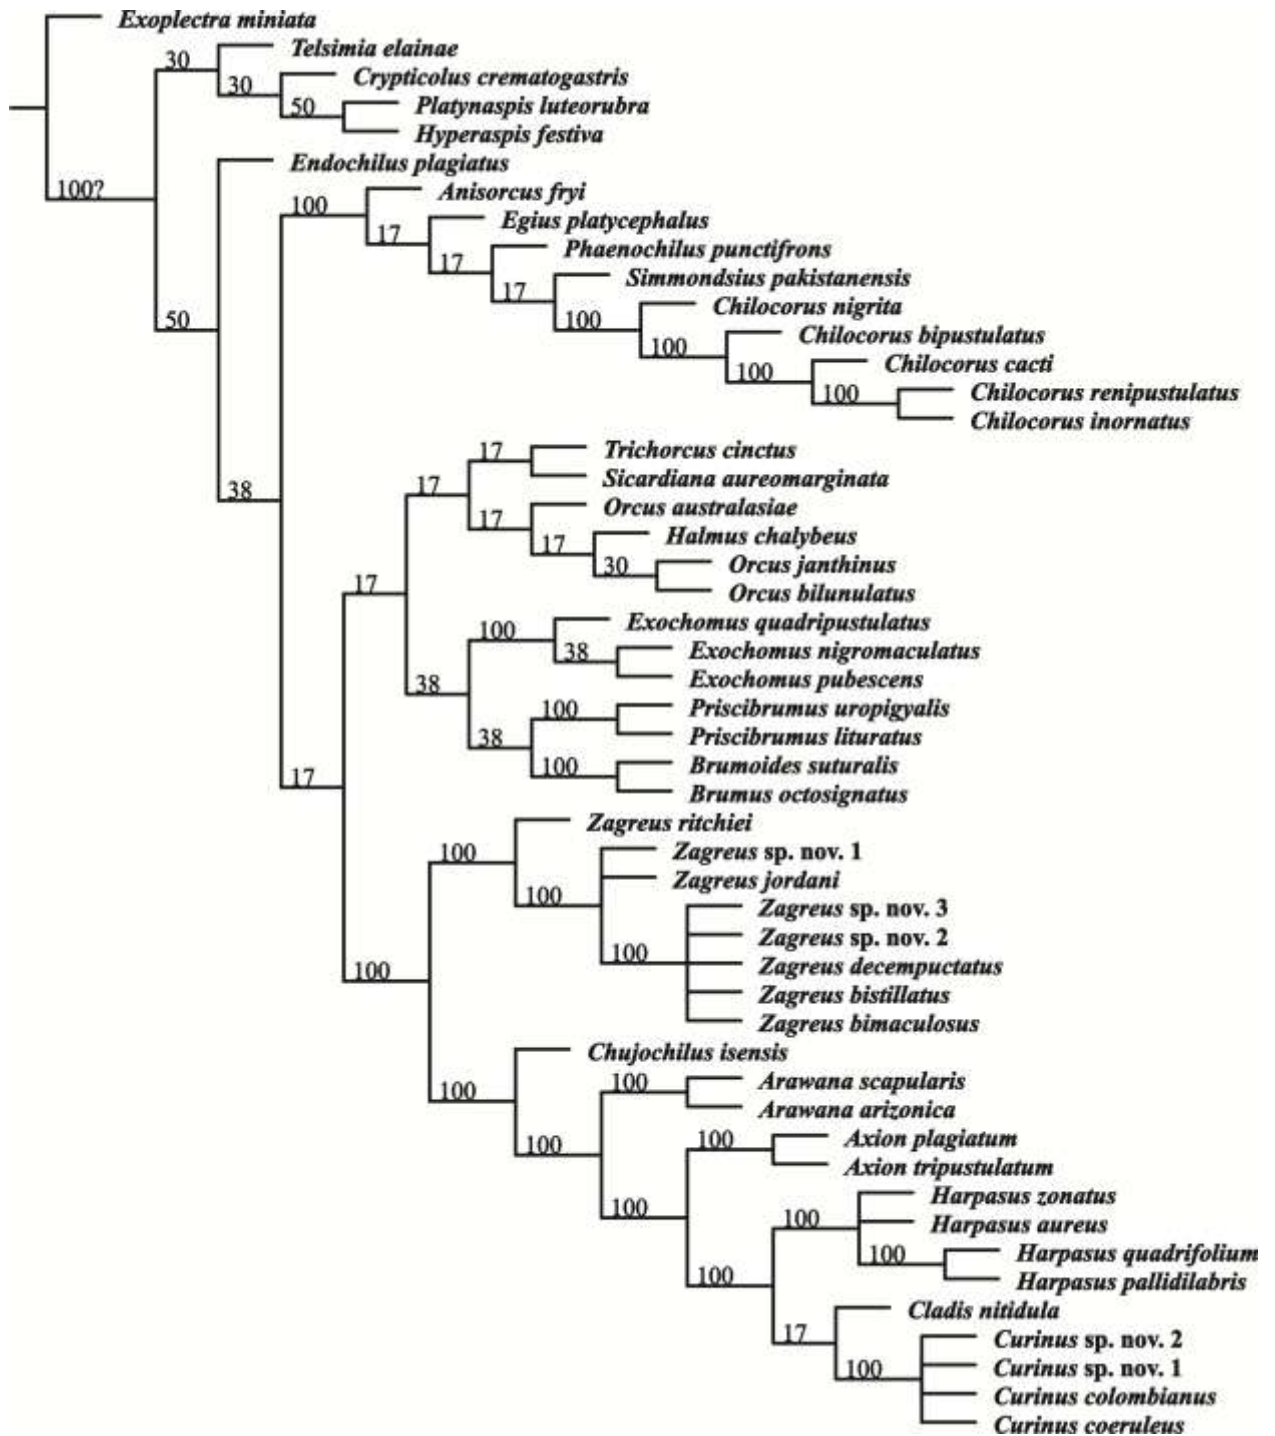 Exoplectra miniata
Telsimia elainae
30
Crypticolus crematogastris
30
Platynaspis luteorubra
50
Hyperaspis festiva
Endochilus plagiatus
100?
Anisorcus fryi
100
Egius platycephalus
17
Phaenochilus punctifrons
17
Simmondsius pakistanensis
17
Chilocorus nigrita
50
100
Chilocorus bipustulatus
100
Chilocorus cacti
100
Chilocorus renipustulatus
100
Chilocorus inornatus
Trichorcus cinctus
17
Sicardiana aureomarginata
17
38
Orcus australasiae
17
Halmus chalybeus
17
Orcus janthinus
30
Orcus bilunulatus
17
Exochomus quadripustulatus
100
Exochomus nigromaculatus
38
Exochomus pubescens
38
Priscibrumus uropigyalis
100
Priscibrumus lituratus
38
Brumoides suturalis
100
17
Brumus octosignatus
Zagreus ritchiei
Zagreus sp. nov. 1
100
Zagreus jordani
100
Zagreus sp. nov. 3
Zagreus sp. nov. 2
100
Zagreus decempuctatus
100
Zagreus bistillatus
Zagreus bimaculosus
Chujochilus isensis
100
Arawana scapularis
100
Arawana arizonica
Axion plagiatum
100
100
Axion tripustulatum
Harpasus zonatus
100
100
Harpasus aureus
Harpasus quadrifolium
100
Harpasus pallidilabris
100
Cladis nitidula
17
Curinus sp. nov. 2
Curinus sp. nov. 1
100
Curinus colombianus
Curinus coeruleus